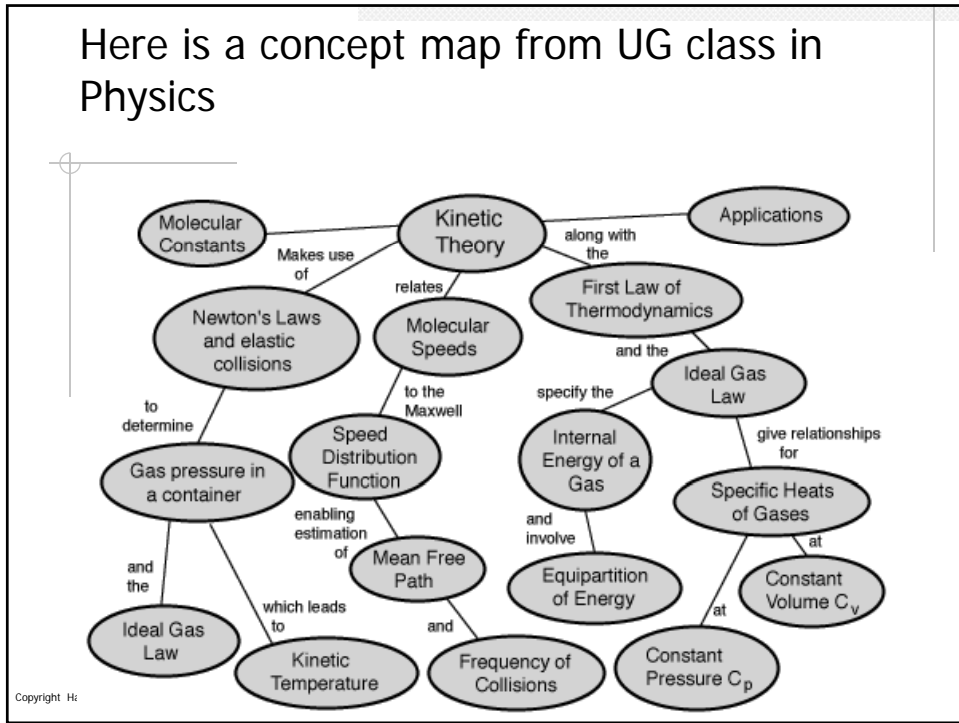 Here is a concept map from UG class in
Physics
Molecular
Constants
Kinetic
Theory
Applications
Makes use
of
relates
along with
the
Newton's Laws
and elastic
collisions
Molecular
Speeds
First Law of
Thermodynamics
and the
Ideal Gas
Law
to
determine
to the
Maxwell
specify the
give relationships
for
Gas pressure in
a container
Speed
Distribution
Function
Internal
Energy of a
Gas
Specific Heats
of Gases
and
the
which leads
to
enabling
estimation
of
and
involve
at
at
Mean Free
Path
Equipartition
of Energy
Constant
Volume Cv
Ideal Gas
Law
Kinetic
Temperature
and
Frequency of
Collisions
Constant
Pressure Cp
Copyright